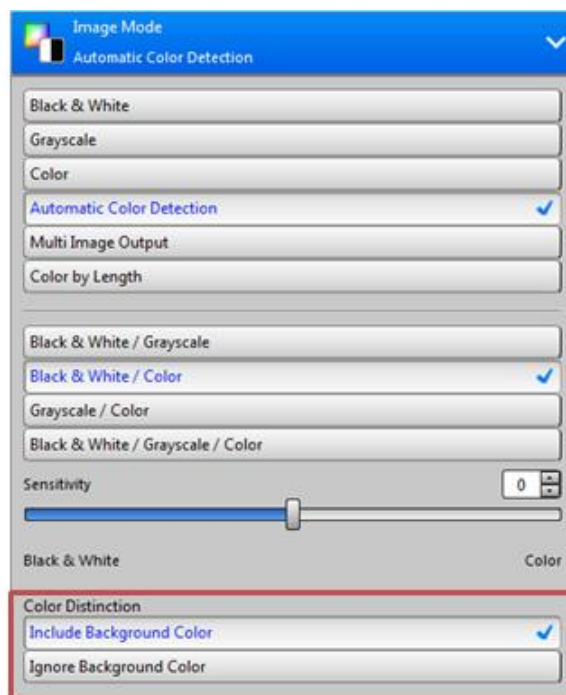 Image Mode
Automatic Color Detection
Black & White
Grayscale
Color
Automatic Color Detection
Multi Image Output
Color by Length
Black & White / Grayscale
Black & White / Color
Grayscale / Color
Black & White / Grayscale / Color
Sensitivity 0
Black & White Color
Color Distinction
Include Background Color
Ignore Background Color